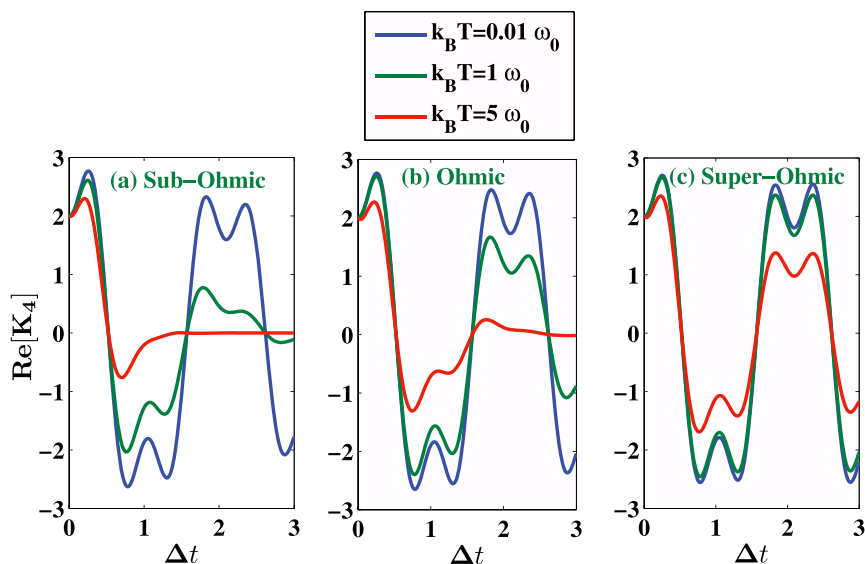 k_BT=0.01 ω_0
k_BT=1 ω_0
k_BT=5 ω_0
(a) Sub-Ohmic
(b) Ohmic
(c) Super-Ohmic
Re[K_4]
3
2
1
0
-1
-2
-3
0 1 2 3
Δt
3
2
1
0
-1
-2
-3
0 1 2 3
Δt
3
2
1
0
-1
-2
-3
0 1 2 3
Δt